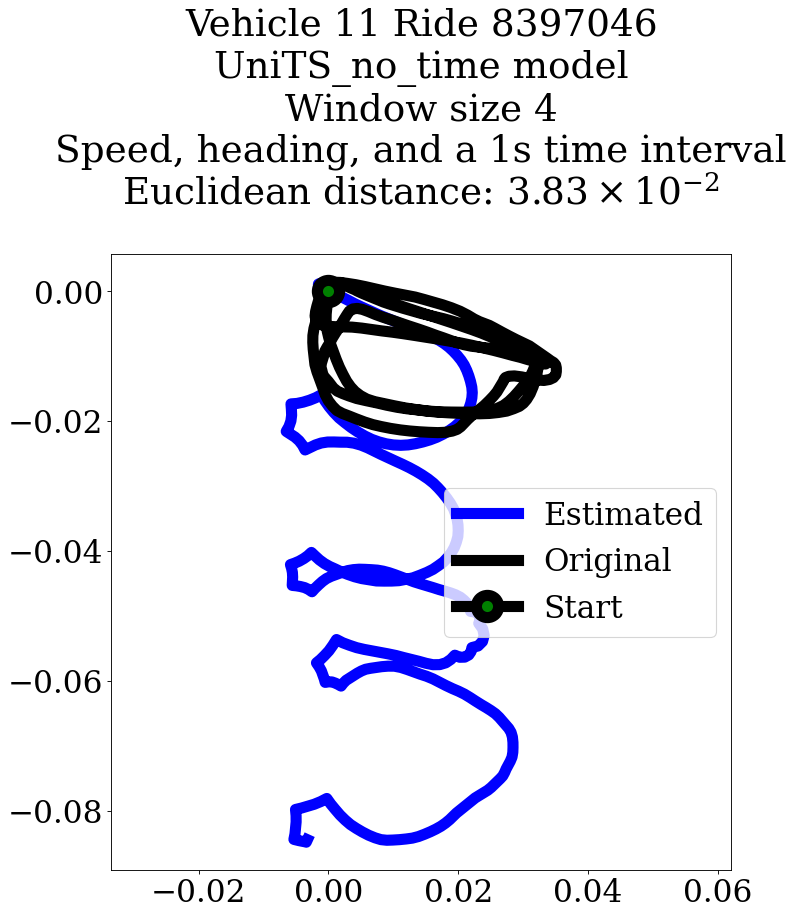 Vehicle 11 Ride 8397046
UniTS_no_time model
Window size 4
Speed, heading, and a 1s time interval
Euclidean distance: 3.83 × 10⁻²
0.00
−0.02
−0.04
−0.06
−0.08
Estimated
Original
Start
−0.02 0.00 0.02 0.04 0.06